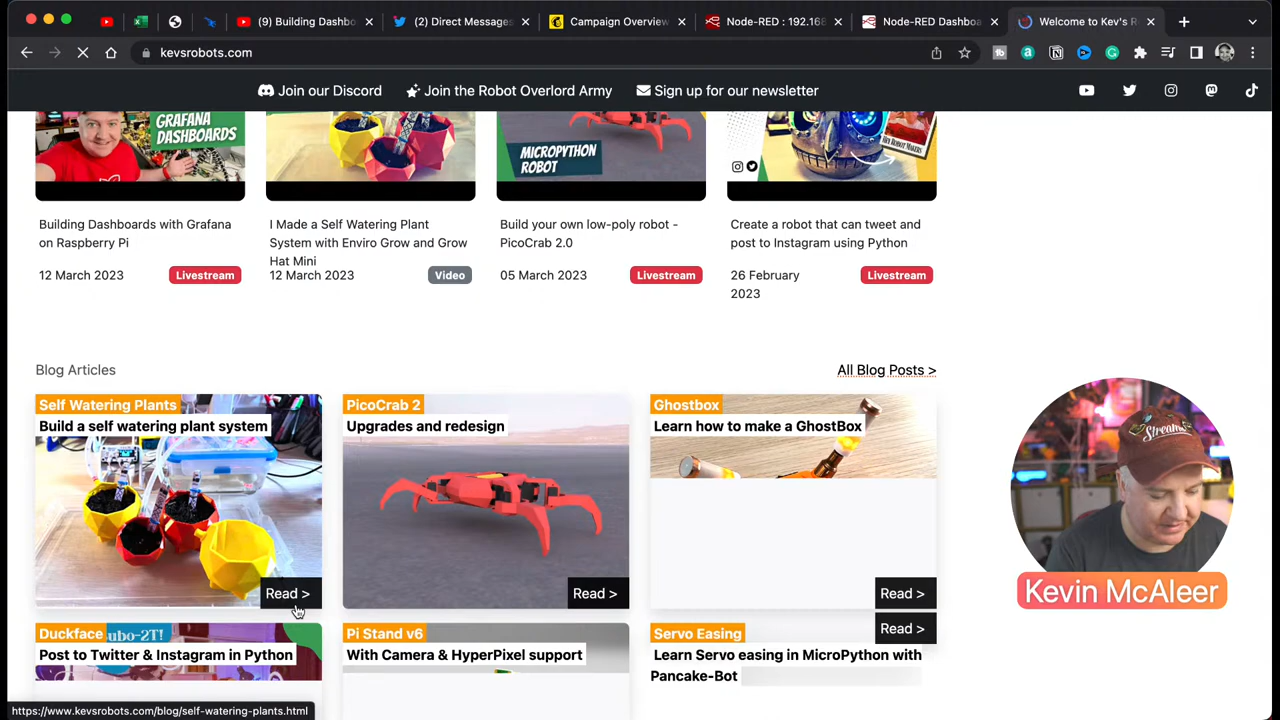 (9) Building Dashbo
(2) Direct Messages
Campaign Overview
Node-RED : 192.168
Node-RED Dashboa
Welcome to Kev's R
kevsrobots.com
Join our Discord
Join the Robot Overlord Army
Sign up for our newsletter
GRAFANA
DASHBOARDS
MICROPYTHON
ROBOT
Building Dashboards with Grafana
on Raspberry Pi
12 March 2023
Livestream
I Made a Self Watering Plant
System with Enviro Grow and Grow
Hat Mini
12 March 2023
Video
Build your own low-poly robot -
PicoCrab 2.0
05 March 2023
Livestream
Create a robot that can tweet and
post to Instagram using Python
26 February
2023
Livestream
Blog Articles
All Blog Posts >
Self Watering Plants
Build a self watering plant system
Read >
PicoCrab 2
Upgrades and redesign
Read >
Ghostbox
Learn how to make a GhostBox
Read >
Duckface
Post to Twitter & Instagram in Python
Pi Stand v6
With Camera & HyperPixel support
Servo Easing
Read >
Learn Servo easing in MicroPython with
Pancake-Bot
Kevin McAleer
https://www.kevsrobots.com/blog/self-watering-plants.html